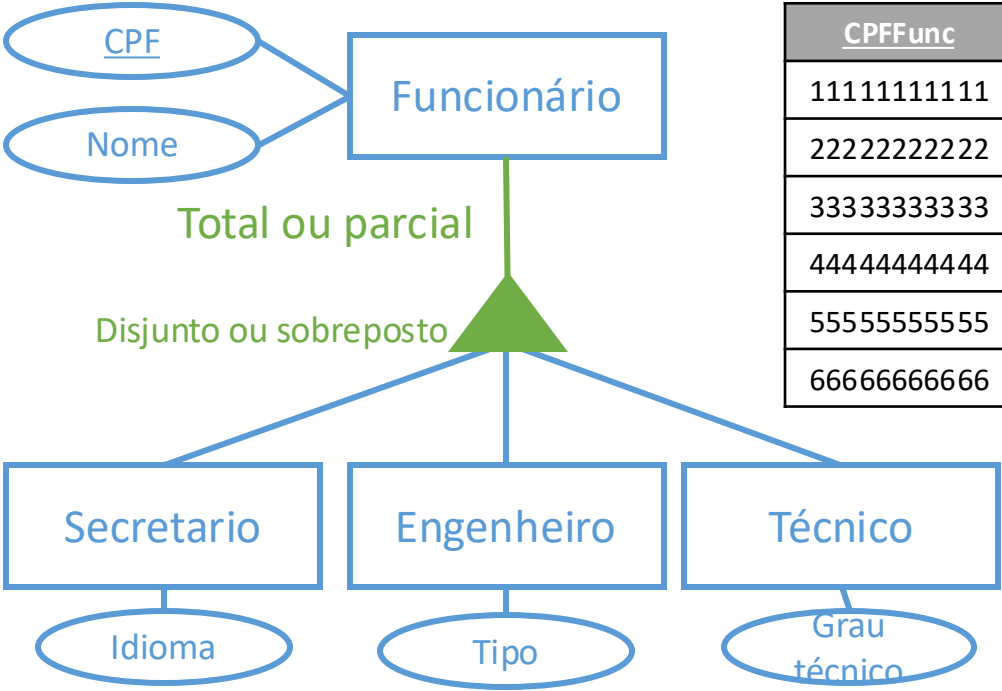 CPF
Nome
Funcionário
Total ou parcial
Disjunto ou sobreposto
Secretario
Engenheiro
Técnico
Idioma
Tipo
Grau
técnico
CPFFunc
11111111111
22222222222
33333333333
44444444444
55555555555
66666666666